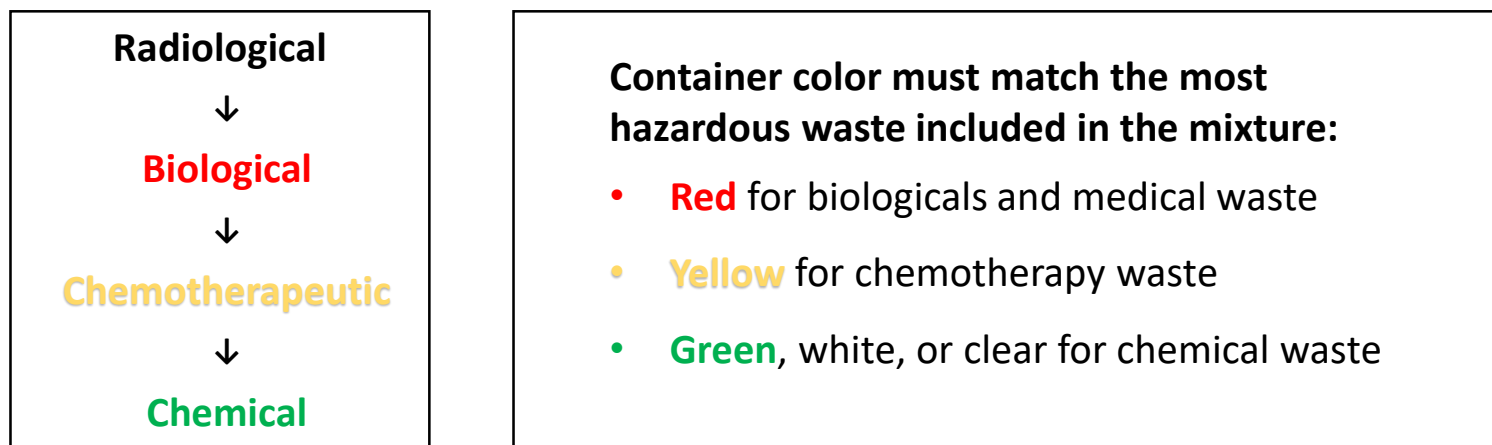 Radiological
↓
Biological
↓
Chemotherapeutic
↓
Chemical
Container color must match the most
hazardous waste included in the mixture:
• Red for biologicals and medical waste
• Yellow for chemotherapy waste
• Green, white, or clear for chemical waste